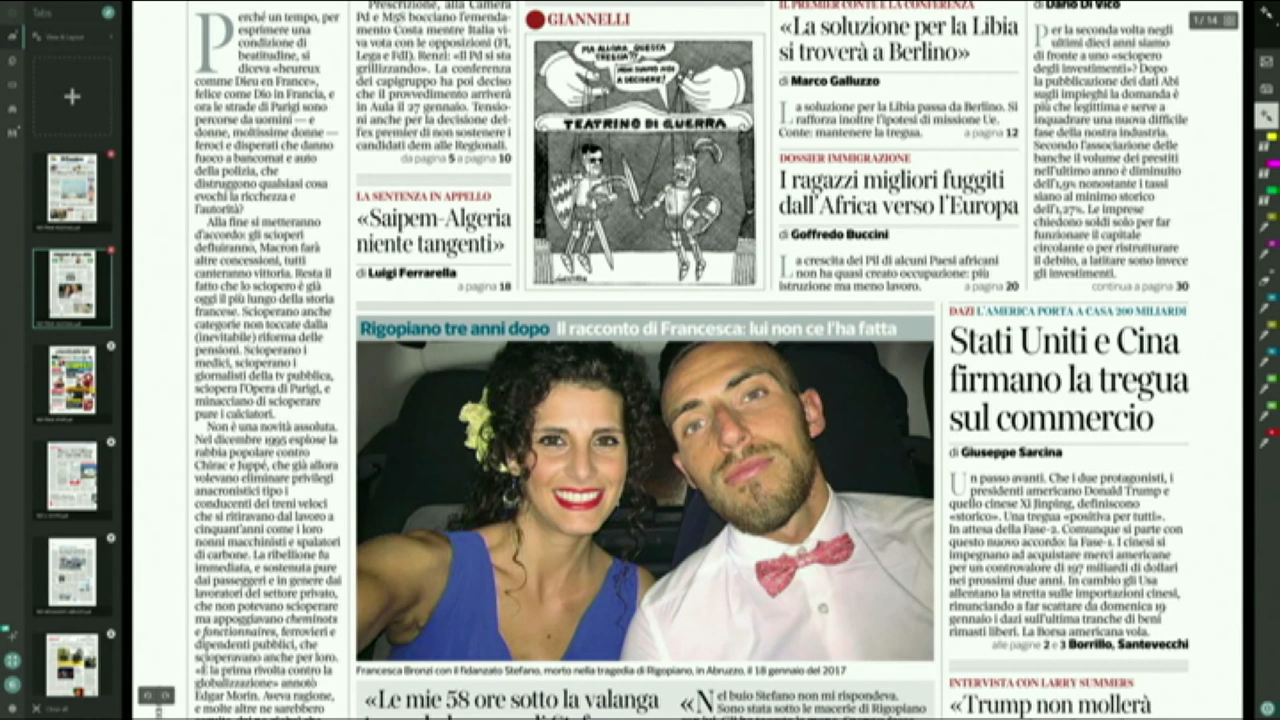 Tabs
View & Layout
Clear all
1 / 14
Perché un tempo, per
esprimere una
condizione di
beatitudine, si
diceva «heureux
comme Dieu en France»,
felice come Dio in Francia, e
ora le strade di Parigi sono
percorse da uomini — e
donne, moltissime donne —
feroci e disperati che danno
fuoco a bancomat e auto
della polizia, che
distruggono qualsiasi cosa
evochi la ricchezza e
l'autorità?
Alla fine si metteranno
d'accordo: gli scioperi
defluiranno, Macron farà
altre concessioni, tutti
canteranno vittoria. Resta il
fatto che lo sciopero è già
oggi il più lungo della storia
francese. Scioperano anche
categorie non toccate dalla
(inevitabile) riforma delle
pensioni. Scioperano i
medici, scioperano i
giornalisti della tv pubblica,
sciopera l'Opera di Parigi, e
minacciano di scioperare
pure i calciatori.
Non è una novità assoluta.
Nel dicembre 1995 esplose la
rabbia popolare contro
Chirac e Juppé, che già allora
volevano eliminare privilegi
anacronistici tipo i
conducenti dei treni veloci
che si ritiravano dal lavoro a
cinquant'anni come i loro
nonni macchinisti e spalatori
di carbone. La ribellione fu
immediata, e sostenuta pure
dai passeggeri e in genere dai
lavoratori del settore privato,
che non potevano scioperare
ma appoggiavano cheminots
e fonctionnaires, ferrovieri e
dipendenti pubblici, che
scioperavano anche per loro.
«È la prima rivolta contro la
globalizzazione» annotò
Edgar Morin. Aveva ragione,
e molte altre ne sarebbero
Prescrizione, alla Camera
Pd e M5S bocciano l'emenda-
mento Costa mentre Italia vi-
va vota con le opposizioni (FI,
Lega e FdI). Renzi: «Il Pd si sta
grillizzando». La conferenza
dei capigruppo ha poi deciso
che il provvedimento arriverà
in Aula il 27 gennaio. Tensio-
ni anche per la decisione del-
l'ex premier di non sostenere i
candidati dem alle Regionali.
da pagina 5 a pagina 10
LA SENTENZA IN APPELLO
«Saipem-Algeria
niente tangenti»
di Luigi Ferrarella
a pagina 18
GIANNELLI
MA ALLORA, QUESTA
TREGUA?
NON SIAMO NOI
A DECIDERE!
TEATRINO DI GUERRA
IL PREMIER CONTE E LA CONFERENZA
«La soluzione per la Libia
si troverà a Berlino»
di Marco Galluzzo
La soluzione per la Libia passa da Berlino. Si
rafforza inoltre l'ipotesi di missione Ue.
Conte: mantenere la tregua. a pagina 12
DOSSIER IMMIGRAZIONE
I ragazzi migliori fuggiti
dall'Africa verso l'Europa
di Goffredo Buccini
La crescita dei Pil di alcuni Paesi africani
non ha quasi creato occupazione: più
istruzione ma meno lavoro. a pagina 20
di Dario Di Vico
Per la seconda volta negli
ultimi dieci anni siamo
di fronte a uno «sciopero
degli investimenti»? Dopo
la pubblicazione dei dati Abi
sugli impieghi la domanda è
più che legittima e serve a
inquadrare una nuova difficile
fase della nostra industria.
Secondo l'associazione delle
banche il volume dei prestiti
nell'ultimo anno è diminuito
dell'1,9% nonostante i tassi
siano al minimo storico
dell'1,27%. Le imprese
chiedono soldi solo per far
funzionare il capitale
circolante o per ristrutturare
il debito, a latitare sono invece
gli investimenti.
continua a pagina 30
Rigopiano tre anni dopo Il racconto di Francesca: lui non ce l'ha fatta
Francesca Bronzi con il fidanzato Stefano, morto nella tragedia di Rigopiano, in Abruzzo, il 18 gennaio del 2017
«Le mie 58 ore sotto la valanga
«Nel buio Stefano non mi rispondeva.
Sono stata sotto le macerie di Rigopiano
DAZI L'AMERICA PORTA A CASA 200 MILIARDI
Stati Uniti e Cina
firmano la tregua
sul commercio
di Giuseppe Sarcina
Un passo avanti. Che i due protagonisti, i
presidenti americano Donald Trump e
quello cinese Xi Jinping, definiscono
«storico». Una tregua «positiva per tutti».
In attesa della Fase-2. Comunque si parte con
questo nuovo accordo: la Fase-1. I cinesi si
impegnano ad acquistare merci americane
per un controvalore di 197 miliardi di dollari
nei prossimi due anni. In cambio gli Usa
allentano la stretta sulle importazioni cinesi,
rinunciando a far scattare da domenica 19
gennaio i dazi sull'ultima tranche di beni
rimasti liberi. La Borsa americana vola.
alle pagine 2 e 3 Borrillo, Santevecchi
INTERVISTA CON LARRY SUMMERS
«Trump non mollerà